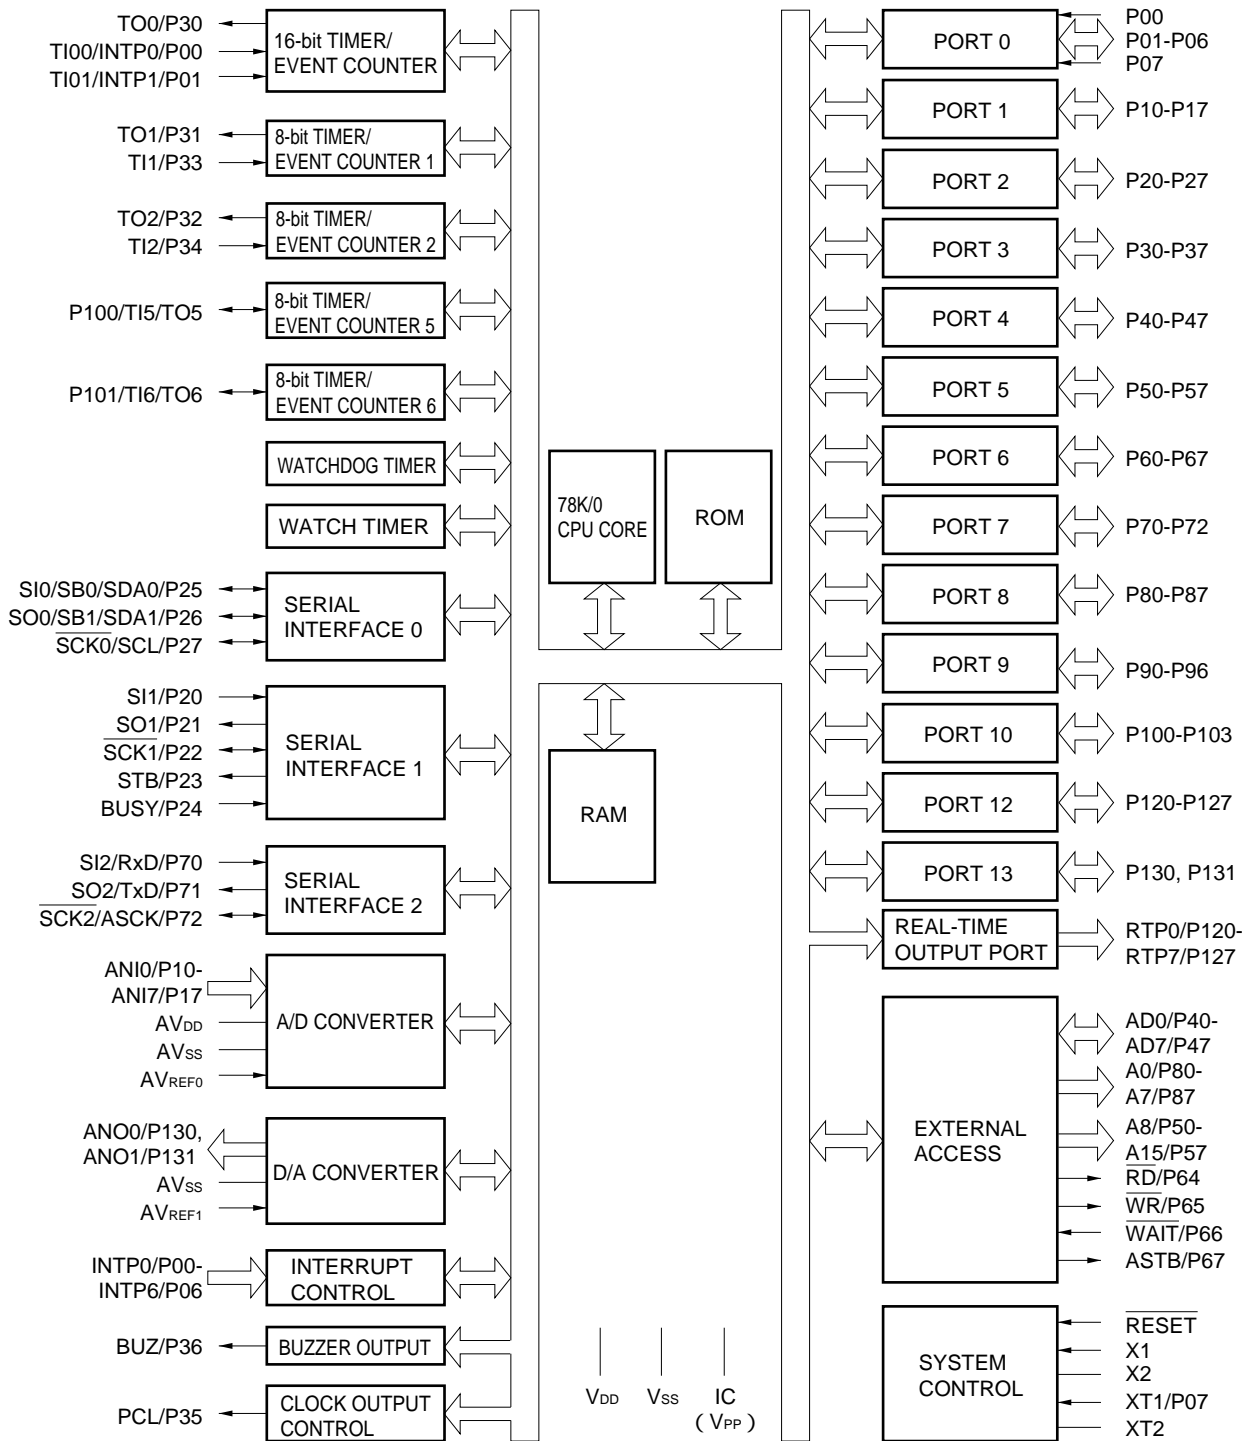 TO0/P30
TI00/INTP0/P00
TI01/INTP1/P01
16-bit TIMER/
EVENT COUNTER
TO1/P31
TI1/P33
8-bit TIMER/
EVENT COUNTER 1
TO2/P32
TI2/P34
8-bit TIMER/
EVENT COUNTER 2
P100/TI5/TO5
8-bit TIMER/
EVENT COUNTER 5
P101/TI6/TO6
8-bit TIMER/
EVENT COUNTER 6
WATCHDOG TIMER
WATCH TIMER
SI0/SB0/SDA0/P25
SO0/SB1/SDA1/P26
SCK0/SCL/P27
SERIAL
INTERFACE 0
SI1/P20
SO1/P21
SCK1/P22
STB/P23
BUSY/P24
SERIAL
INTERFACE 1
SI2/RxD/P70
SO2/TxD/P71
SCK2/ASCK/P72
SERIAL
INTERFACE 2
ANI0/P10-
ANI7/P17
AVDD
AVSS
AVREF0
A/D CONVERTER
ANO0/P130,
ANO1/P131
AVSS
AVREF1
D/A CONVERTER
INTP0/P00-
INTP6/P06
INTERRUPT
CONTROL
BUZ/P36
BUZZER OUTPUT
PCL/P35
CLOCK OUTPUT
CONTROL
78K/0
CPU CORE
ROM
RAM
VDD
VSS
IC
(VPP)
PORT 0
P00
P01-P06
P07
PORT 1
P10-P17
PORT 2
P20-P27
PORT 3
P30-P37
PORT 4
P40-P47
PORT 5
P50-P57
PORT 6
P60-P67
PORT 7
P70-P72
PORT 8
P80-P87
PORT 9
P90-P96
PORT 10
P100-P103
PORT 12
P120-P127
PORT 13
P130, P131
REAL-TIME
OUTPUT PORT
RTP0/P120-
RTP7/P127
EXTERNAL
ACCESS
AD0/P40-
AD7/P47
A0/P80-
A7/P87
A8/P50-
A15/P57
RD/P64
WR/P65
WAIT/P66
ASTB/P67
SYSTEM
CONTROL
RESET
X1
X2
XT1/P07
XT2